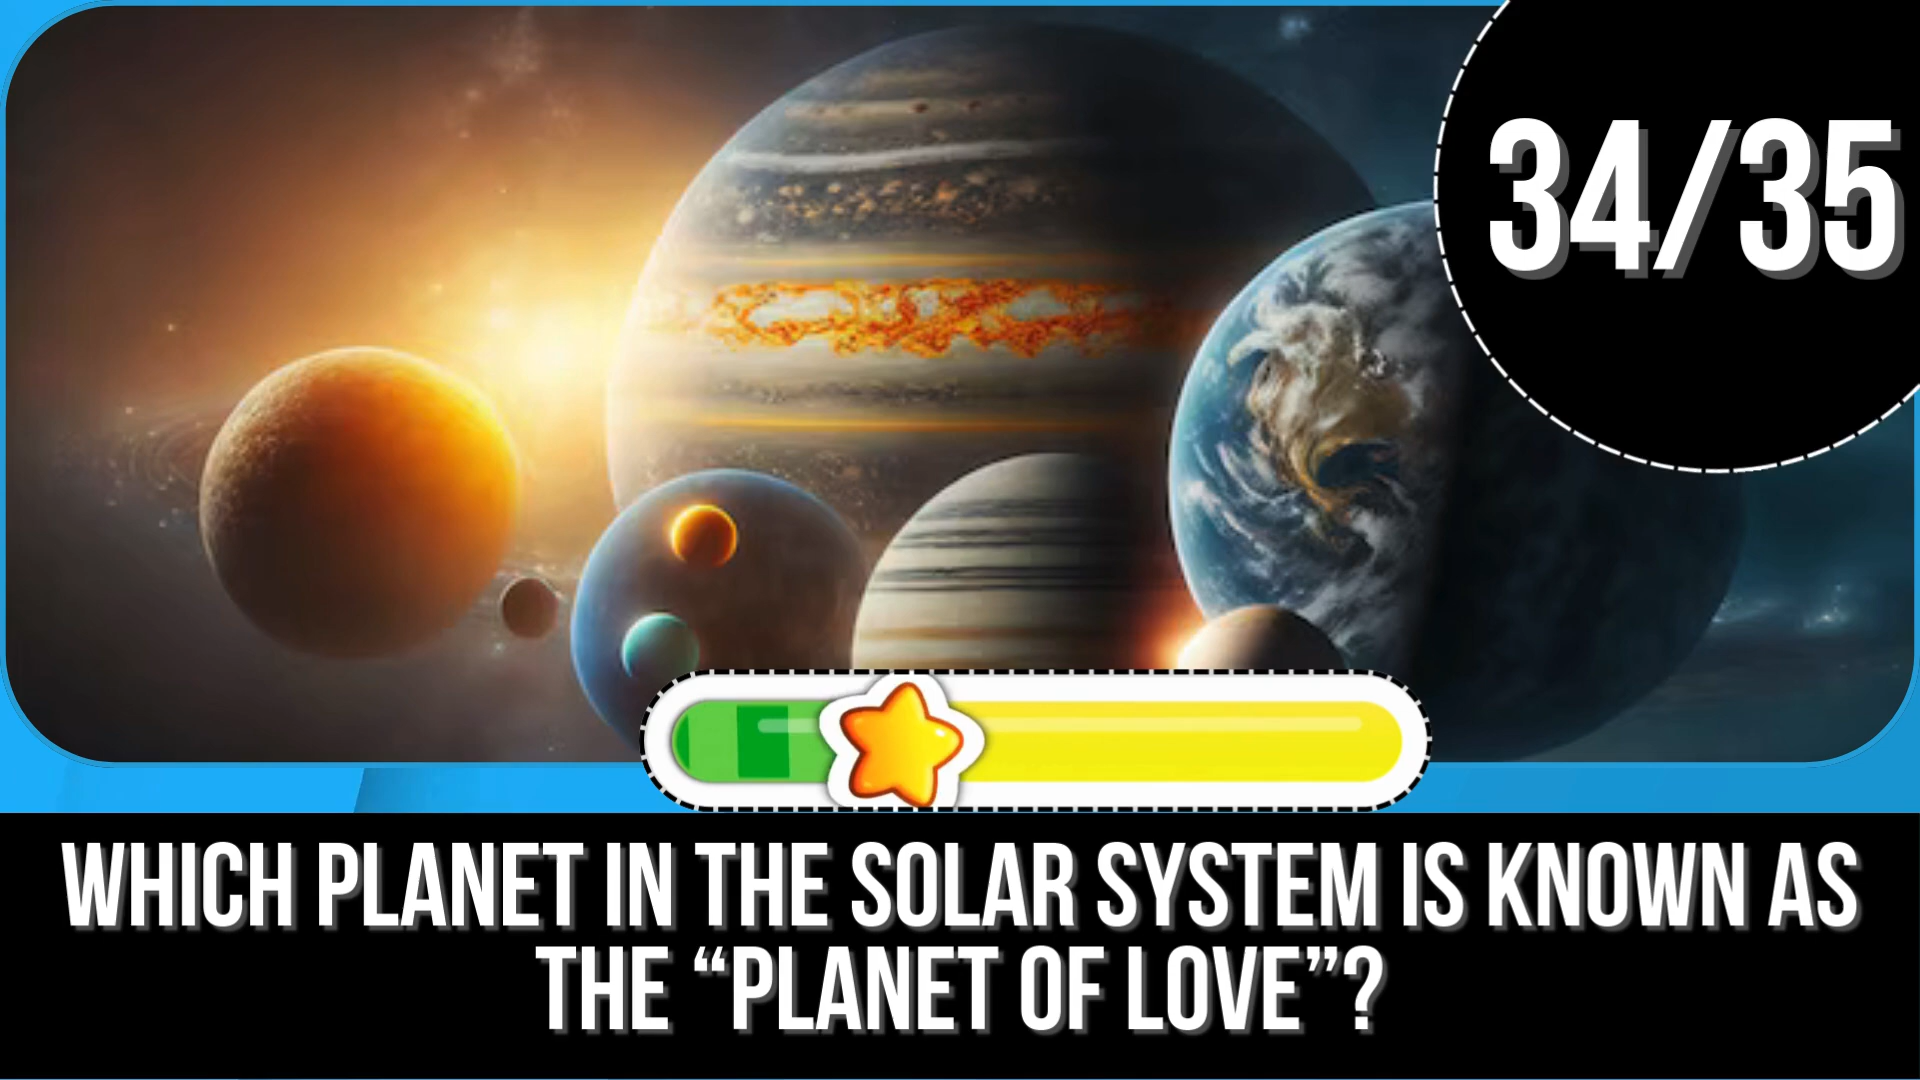 34/35
WHICH PLANET IN THE SOLAR SYSTEM IS KNOWN AS
THE “PLANET OF LOVE”?